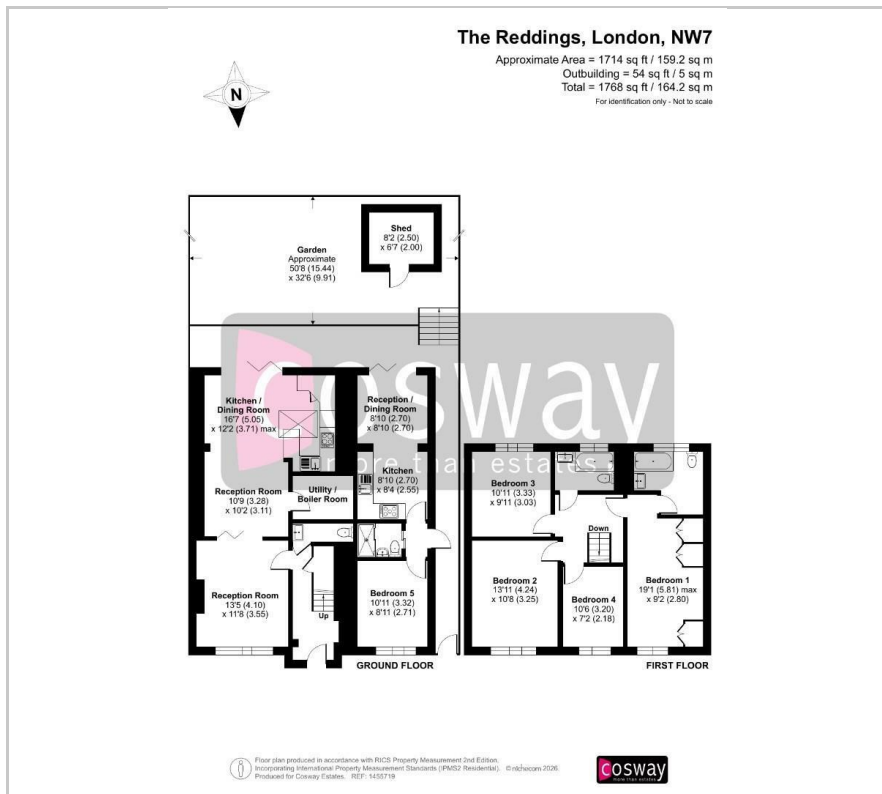 The Reddings, London, NW7
Approximate Area = 1714 sq ft / 159.2 sq m
Outbuilding = 54 sq ft / 5 sq m
Total = 1768 sq ft / 164.2 sq m
For identification only - Not to scale
N
Shed
8'2 (2.50)
x 6'7 (2.00)
Garden
Approximate
50'8 (15.44)
x 32'6 (9.91)
cosway
more than estates
Kitchen /
Dining Room
16'7 (5.05)
x 12'2 (3.71) max
Reception /
Dining Room
8'10 (2.70)
x 8'10 (2.70)
Kitchen
8'10 (2.70)
x 8'4 (2.55)
Utility /
Boiler Room
Reception Room
10'9 (3.28)
x 10'2 (3.11)
Reception Room
13'5 (4.10)
x 11'8 (3.55)
Up
Bedroom 5
10'11 (3.32)
x 8'11 (2.71)
GROUND FLOOR
Bedroom 3
10'11 (3.33)
x 9'11 (3.03)
Down
Bedroom 2
13'11 (4.24)
x 10'8 (3.25)
Bedroom 4
10'6 (3.20)
x 7'2 (2.18)
Bedroom 1
19'1 (5.81) max
x 9'2 (2.80)
FIRST FLOOR
Floor plan produced in accordance with RICS Property Measurement 2nd Edition.
Incorporating International Property Measurement Standards (IPMS2 Residential). © nichecom 2026.
Produced for Cosway Estates. REF: 1455719
cosway
more than estates